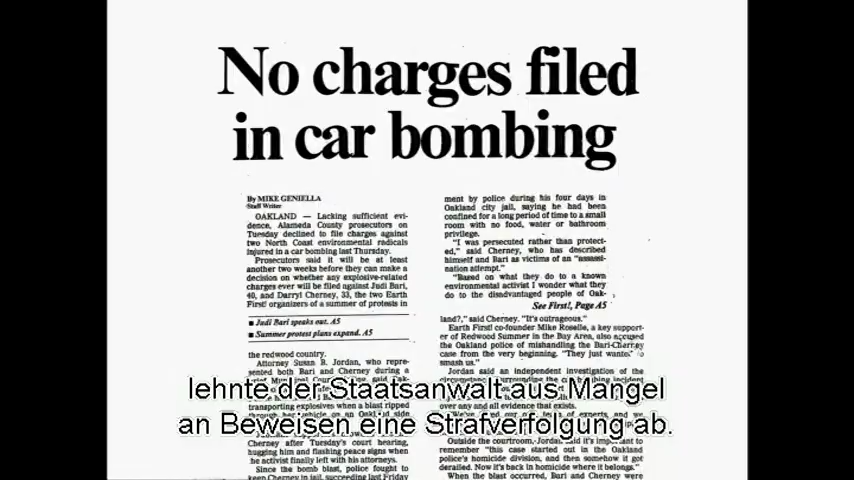 No charges filed
in car bombing
By MIKE GENIELLA
Staff Writer
OAKLAND — Lacking sufficient evi-
dence, Alameda County prosecutors on
Tuesday declined to file charges against
two North Coast environmental radicals
injured in a car bombing last Thursday.
Prosecutors said it will be at least
another two weeks before they can make a
decision on whether any explosive-related
charges ever will be filed against Judi Bari,
40, and Darryl Cherney, 33, the two Earth
First! organizers of a summer of protests in
■ Judi Bari speaks out. A5
■ Summer protest plans expand. A5
the redwood country.
Attorney Susan B. Jordan, who repre-
sented both Bari and Cherney during a
transporting explosives when a blast ripped
Cherney after Tuesday's court hearing,
hugging him and flashing peace signs when
he activist finally left with his attorneys.
Since the bomb blast, police fought to
keep Cherney in jail, succeeding last Friday
ment by police during his four days in
Oakland city jail, saying he had been
confined for a long period of time to a small
room with no food, water or bathroom
privilege.
"I was persecuted rather than protect-
ed," said Cherney, who has described
himself and Bari as victims of an "assassi-
nation attempt."
"Based on what they do to a known
environmental activist I wonder what they
do to the disadvantaged people of Oak-
See First!, Page A5
land?," said Cherney. "It's outrageous."
Earth First! co-founder Mike Roselle, a key support-
er of Redwood Summer in the Bay Area, also accused
the Oakland police of mishandling the Bari-Cherney
case from the very beginning. "They just wanted to
smash us."
Jordan said an independent investigation of the
over any and all evidence that exists.
Outside the courtroom, Jordan said it's important to
remember "this case started out in the Oakland
police's homicide division, and then somehow it got
derailed. Now it's back in homicide where it belongs."
When the blast occurred, Bari and Cherney were
lehnte der Staatsanwalt aus Mangel
an Beweisen eine Strafverfolgung ab.